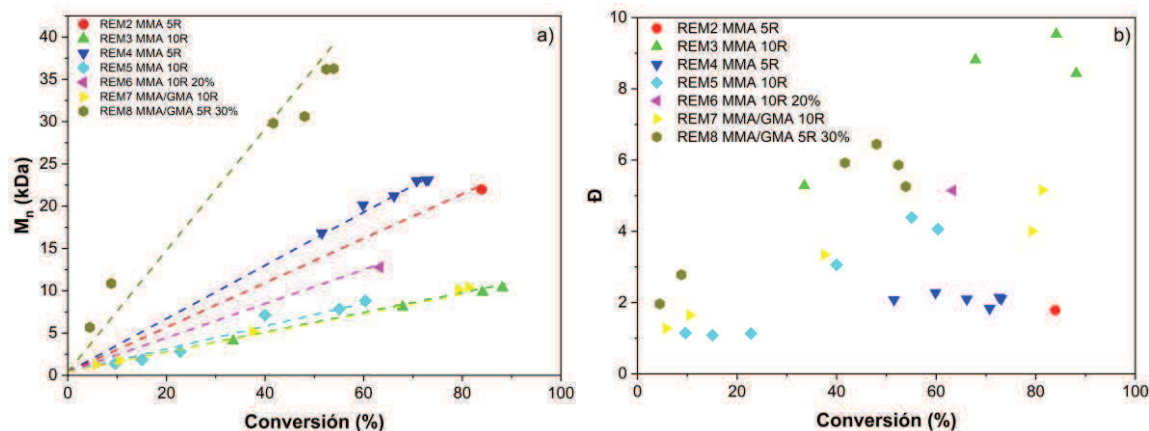 REM2 MMA 5R
REM3 MMA 10R
REM4 MMA 5R
REM5 MMA 10R
REM6 MMA 10R 20%
REM7 MMA/GMA 10R
REM8 MMA/GMA 5R 30%
a)
40
35
30
25
20
15
10
5
0
Mn (kDa)
0 20 40 60 80 100
Conversión (%)
REM2 MMA 5R
REM3 MMA 10R
REM4 MMA 5R
REM5 MMA 10R
REM6 MMA 10R 20%
REM7 MMA/GMA 10R
REM8 MMA/GMA 5R 30%
b)
10
8
6
4
2
0
Đ
0 20 40 60 80 100
Conversión (%)